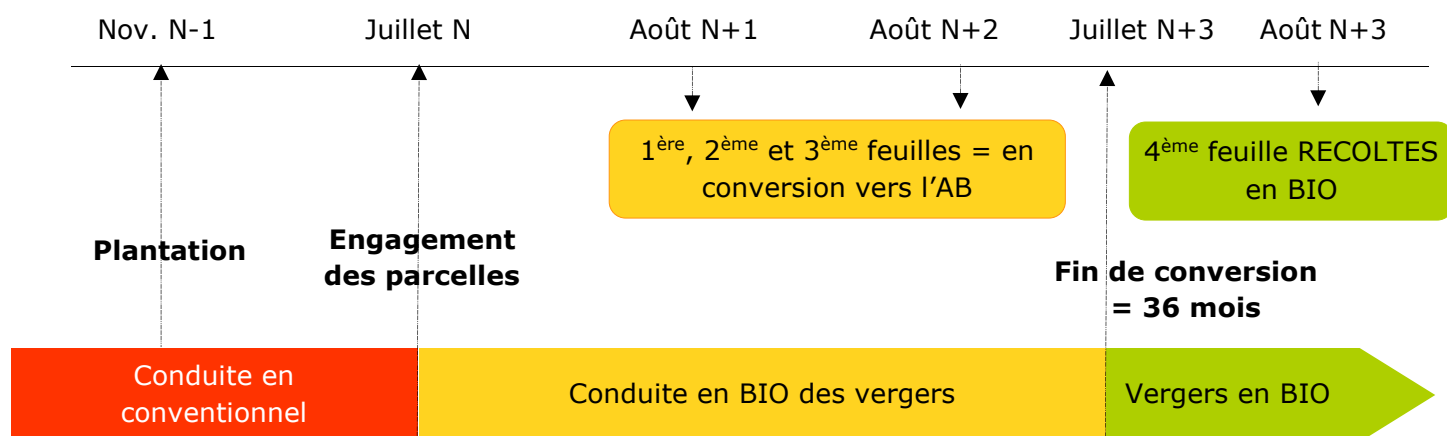 Nov. N-1 Juillet N Août N+1 Août N+2 Juillet N+3 Août N+3
1ère, 2ème et 3ème feuilles = en
conversion vers l'AB
4ème feuille RECOLTES
en BIO
Plantation
Engagement
des parcelles
Fin de conversion
= 36 mois
Conduite en
conventionnel
Conduite en BIO des vergers
Vergers en BIO